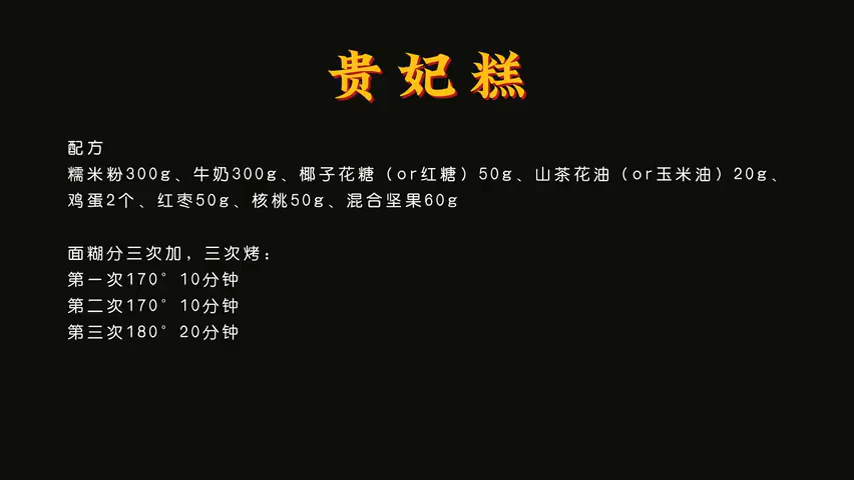 贵妃糕
配方
糯米粉300g、牛奶300g、椰子花糖（or红糖）50g、山茶花油（or玉米油）20g、
鸡蛋2个、红枣50g、核桃50g、混合坚果60g
面糊分三次加，三次烤：
第一次170°10分钟
第二次170°10分钟
第三次180°20分钟